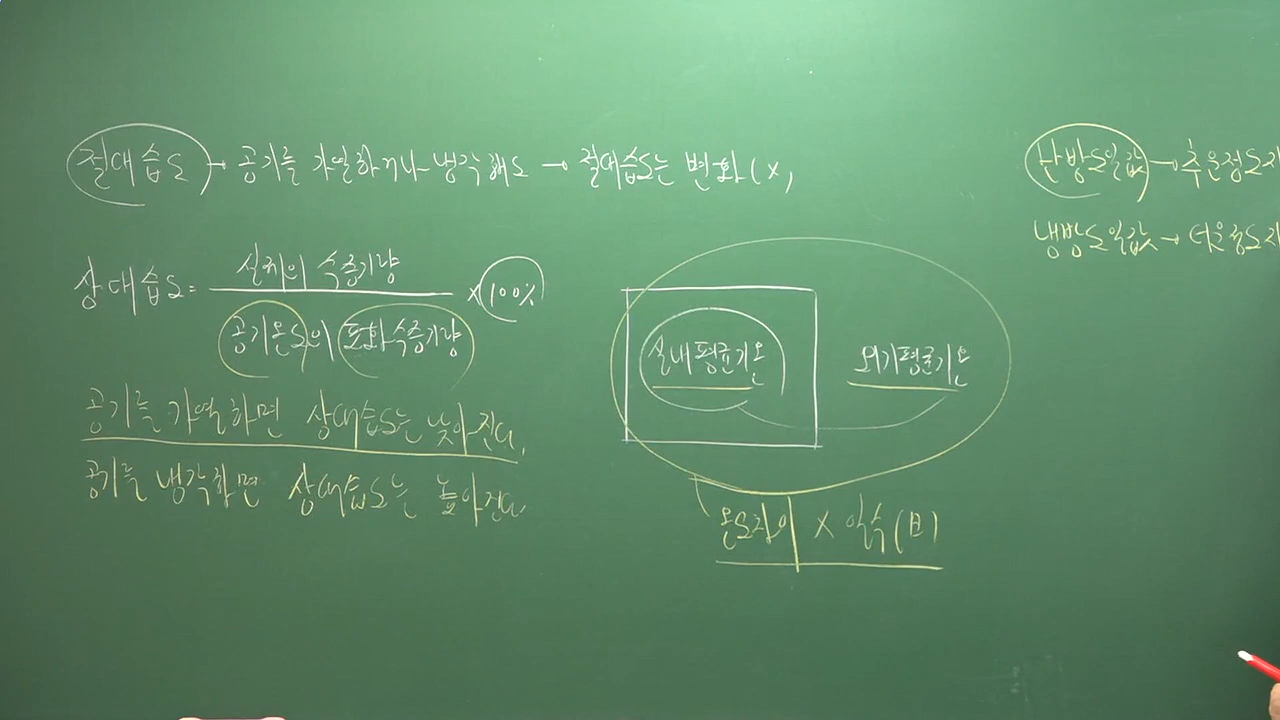 절대습도 → 공기를 가열하거나 냉각해도 → 절대습도는 변화(x)
상대습도 = 실제의 수증기량 / 공기온도의 포화수증기량 × 100%
공기를 가열하면 상대습도는 낮아진다.
공기를 냉각하면 상대습도는 높아진다.
실내평균기온 외기평균기온
온도차이 × 일수(日)
난방도일값 → 추운정도
냉방도일값 → 더운정도